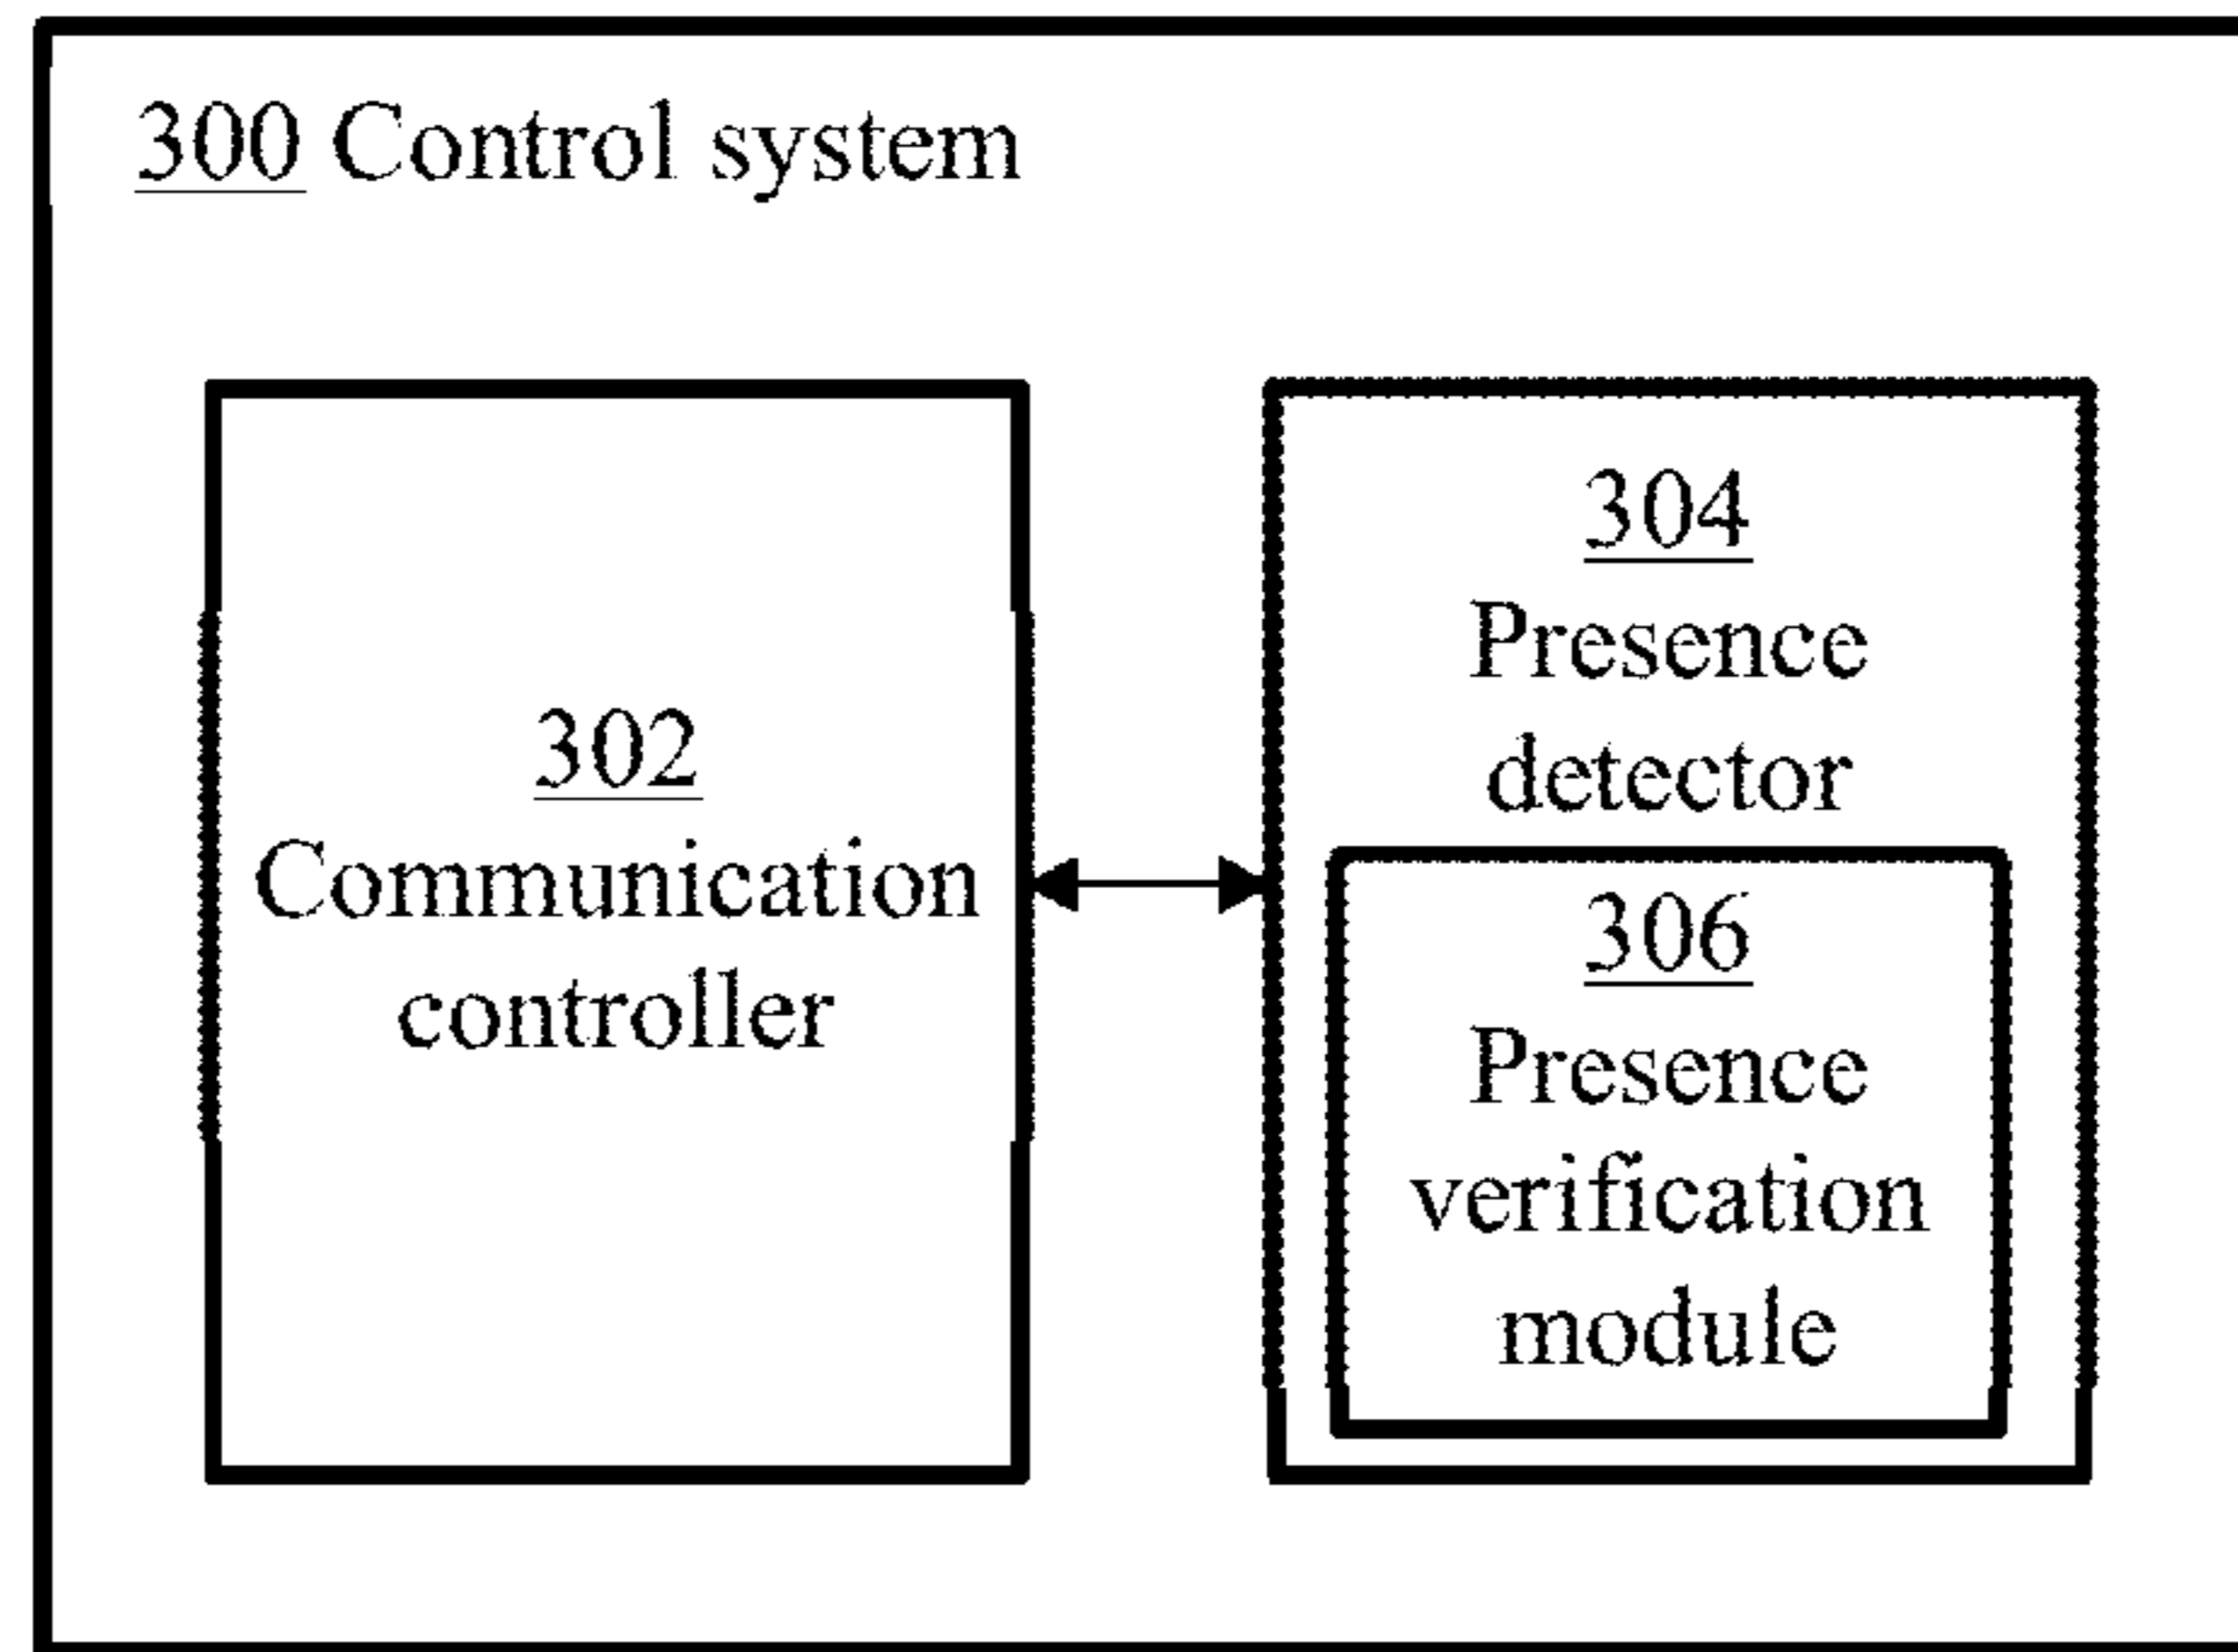 300 Control system
302
Communication
controller
304
Presence
detector
306
Presence
verification
module